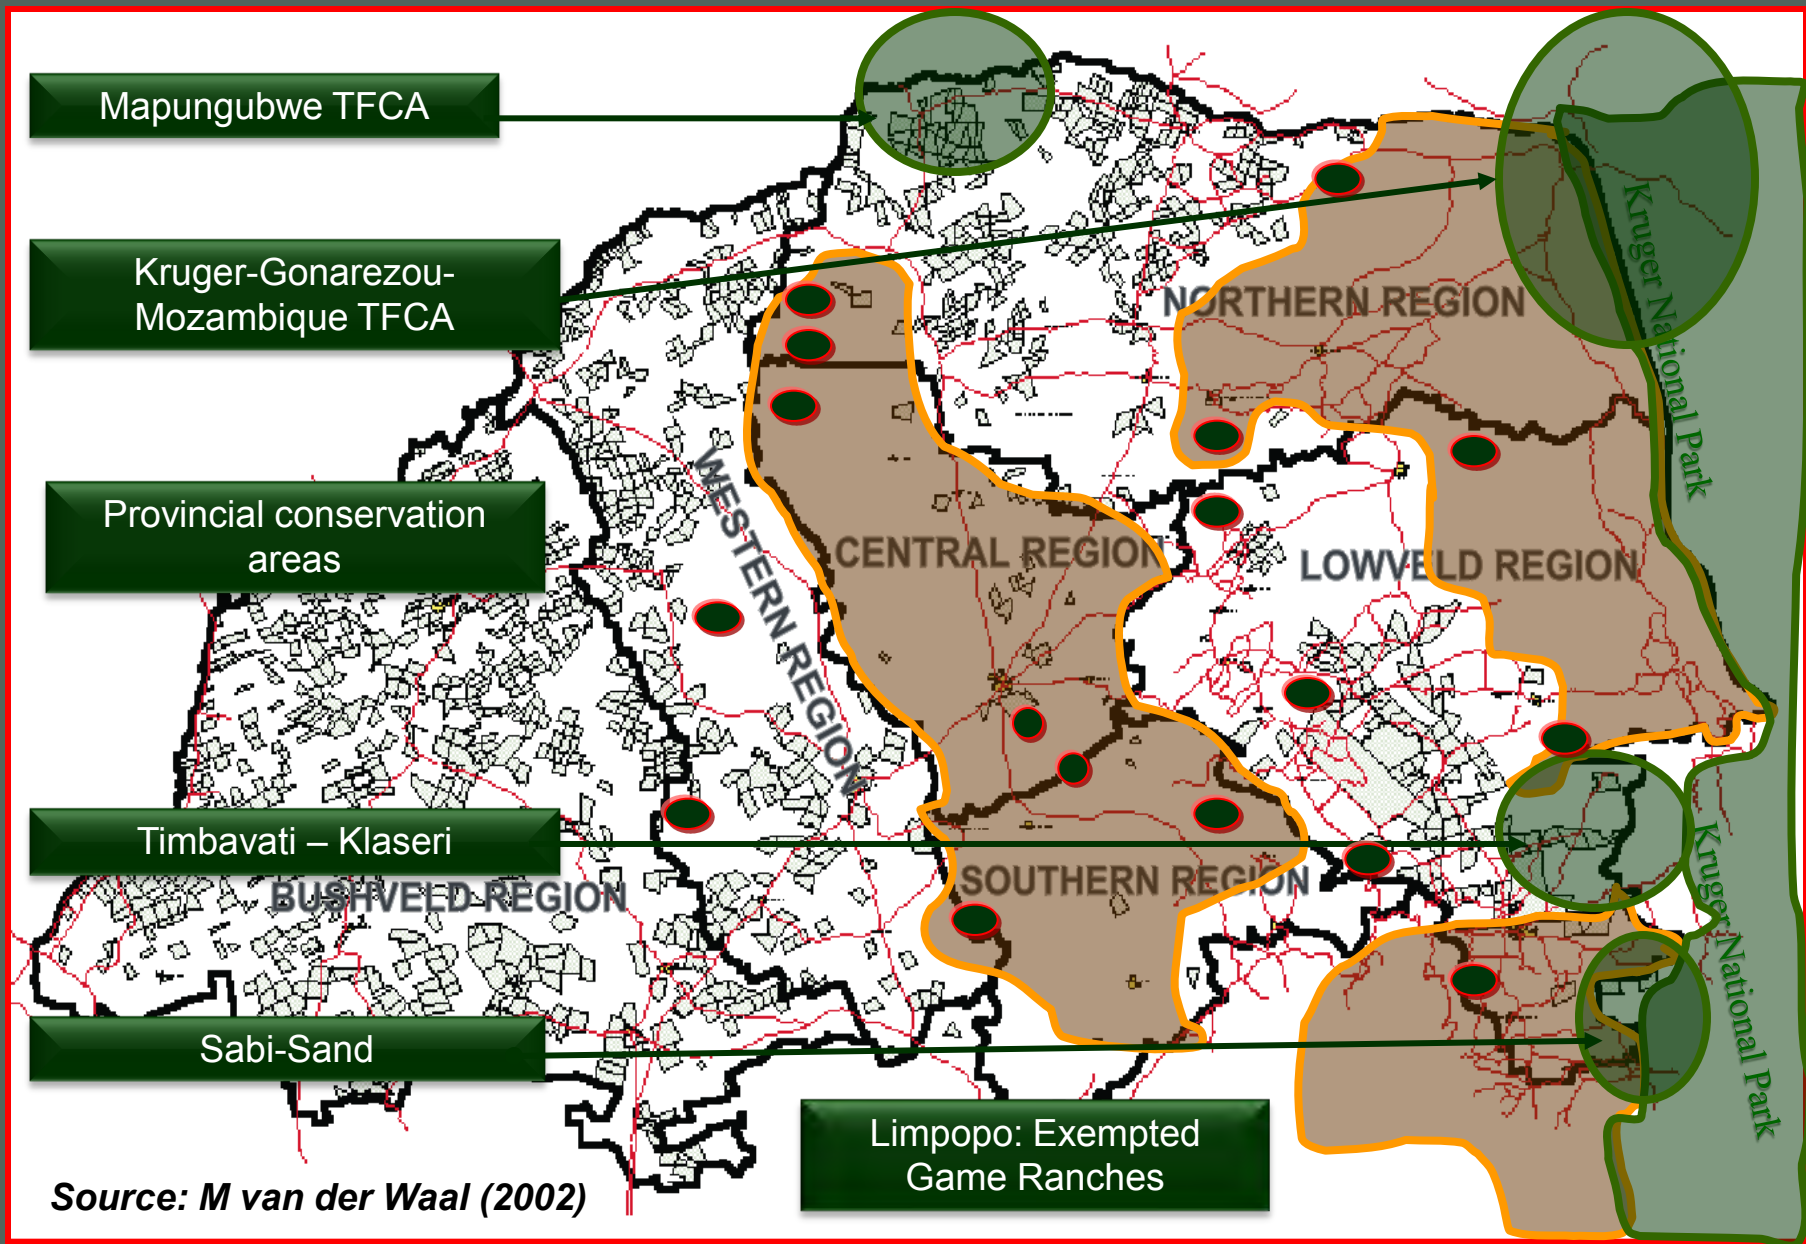 Mapungubwe TFCA
Kruger-Gonarezou-
Mozambique TFCA
Kruger National Park
NORTHERN REGION
Provincial conservation
areas
WESTERN REGION
CENTRAL REGION
LOWVELD REGION
Timbavati – Klaseri
BUSHVELD REGION
SOUTHERN REGION
Kruger National Park
Sabi-Sand
Limpopo: Exempted
Game Ranches
Source: M van der Waal (2002)